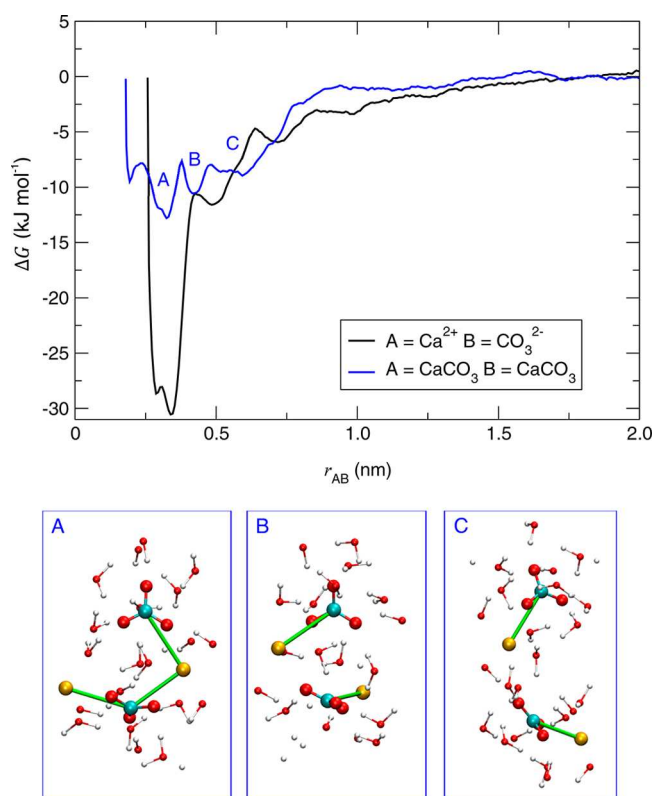 5
0
-5
-10
-15
-20
-25
-30
ΔG (kJ mol⁻¹)
A
B
C
A = Ca²⁺ B = CO₃²⁻
A = CaCO₃ B = CaCO₃
0 0.5 1.0 1.5 2.0
r_AB (nm)
A B C